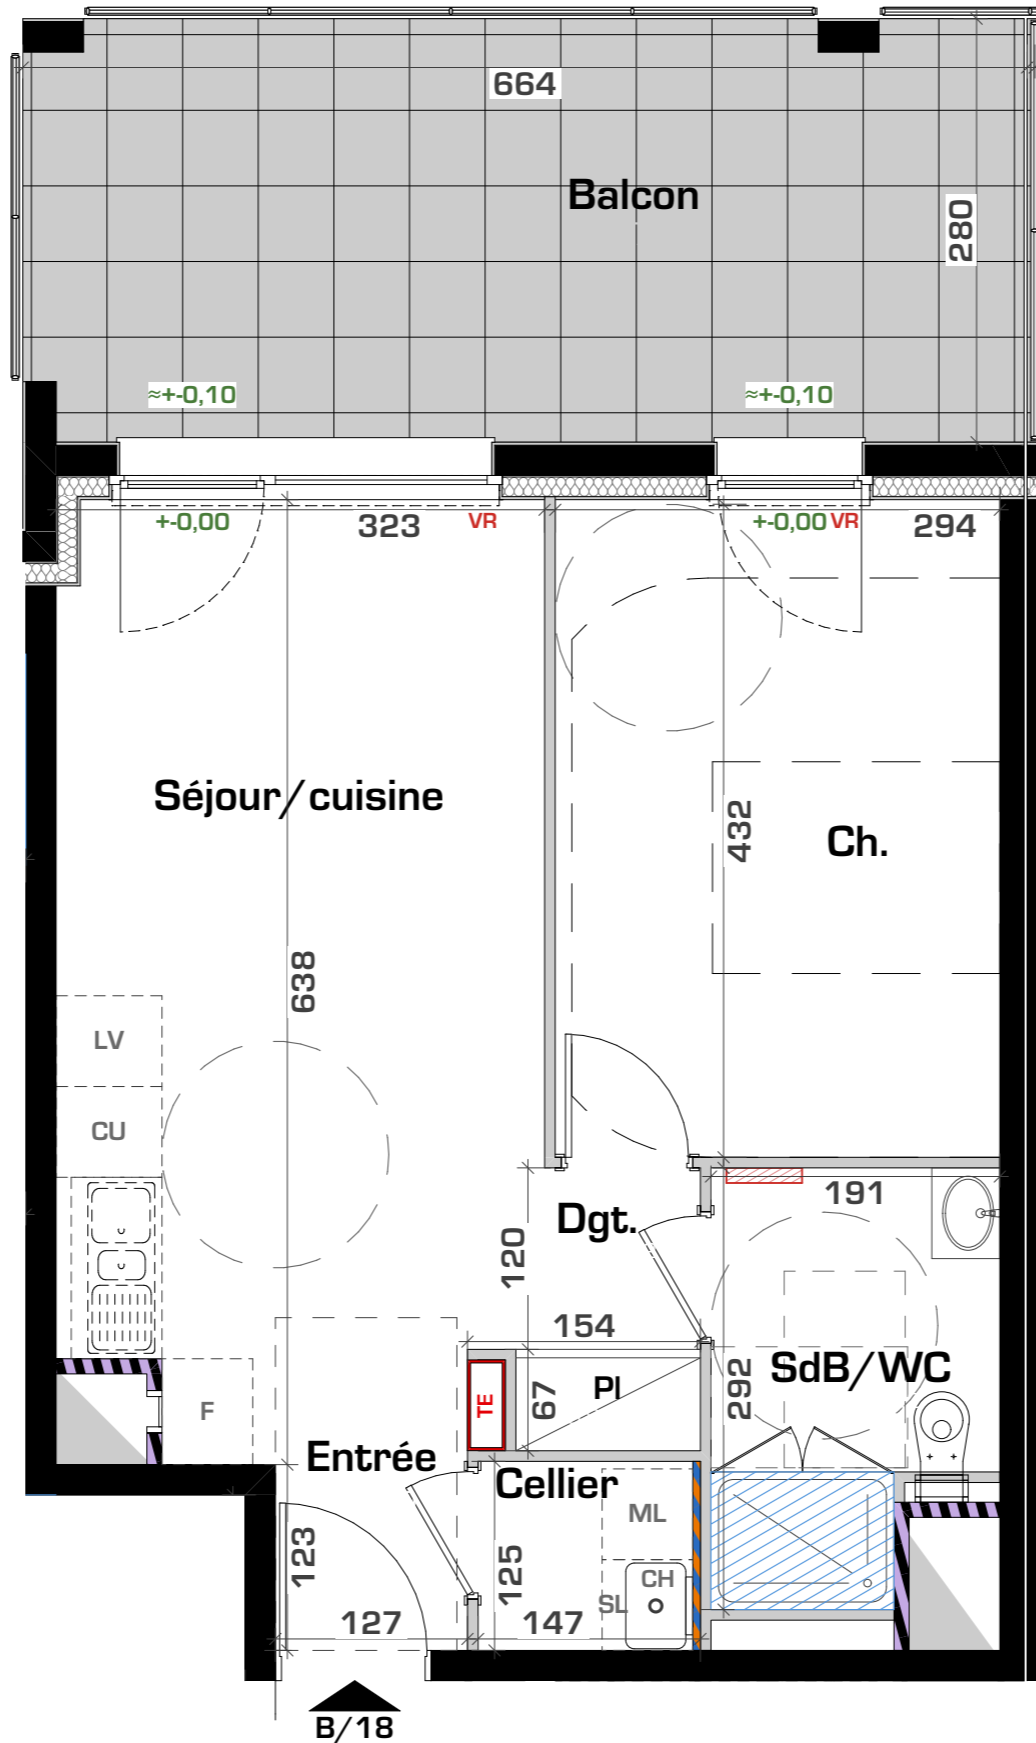 664
Balcon
280
≈+-0,10
≈+-0,10
+-0,00
323
VR
+-0,00
VR
294
Séjour/cuisine
432
Ch.
638
LV
CU
191
Dgt.
120
154
SdB/WC
292
TE
67
Pl
F
Entrée
Cellier
ML
123
125
CH
SL
127
147
B/18